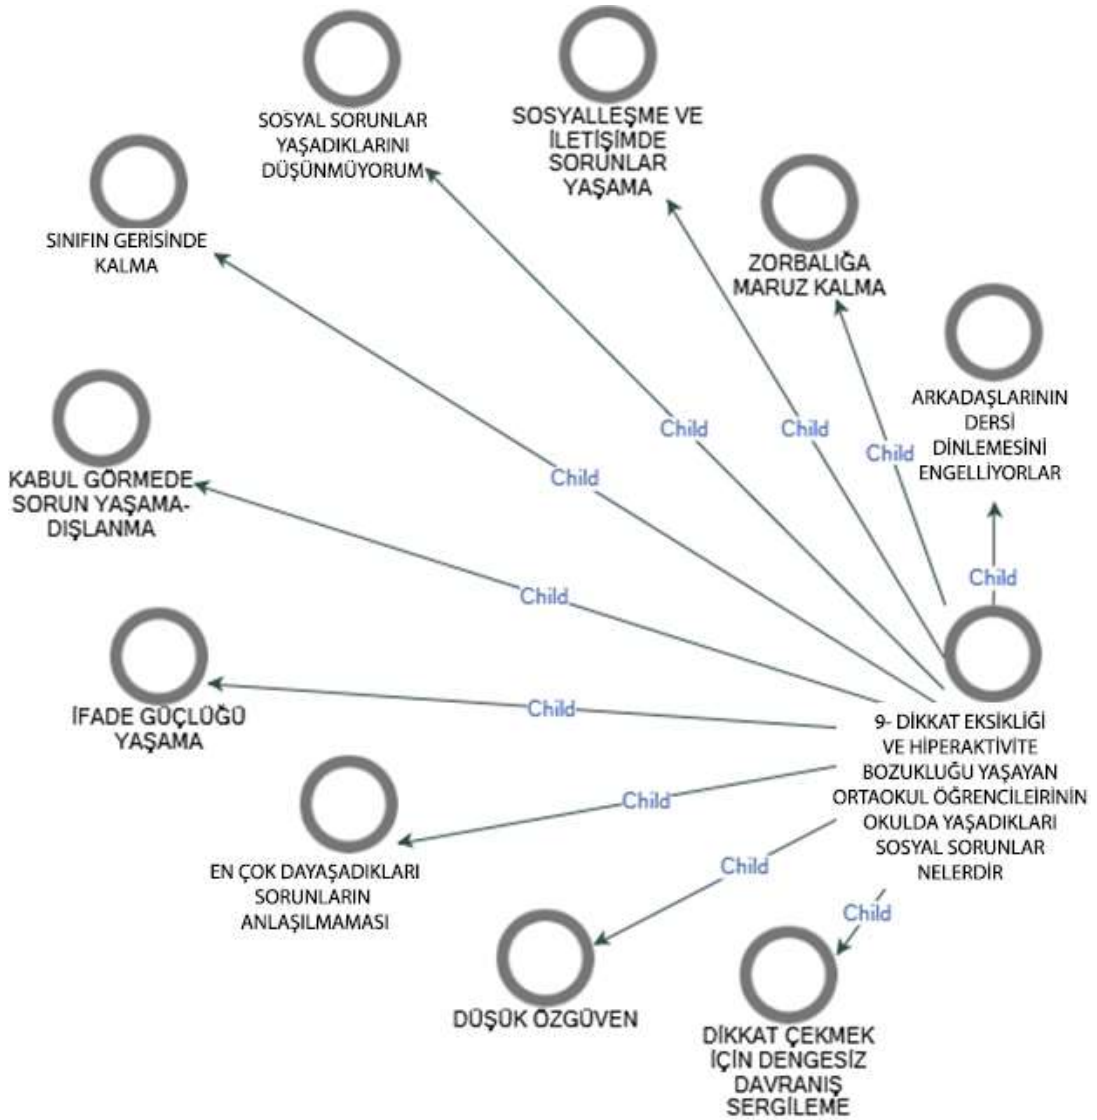 SOSYAL SORUNLAR
YAŞADIKLARINI
DÜŞÜNMÜYORUM
SOSYALLEŞME VE
İLETİŞİMDE
SORUNLAR
YAŞAMA
SINIFIN GERİSİNDE
KALMA
ZORBALIĞA
MARUZ KALMA
ARKADAŞLARININ
DERSİ
DİNLEMESİNİ
ENGELLİYORLAR
Child
Child
Child
Child
KABUL GÖRMEDE
SORUN YAŞAMA-
DIŞLANMA
Child
Child
İFADE GÜÇLÜĞÜ
YAŞAMA
Child
9- DİKKAT EKSİKLİĞİ
VE HİPERAKTİVİTE
BOZUKLUĞU YAŞAYAN
ORTAOKUL ÖĞRENCİLEİRİNİN
OKULDA YAŞADIKLARI
SOSYAL SORUNLAR
NELERDİR
Child
EN ÇOK DAYAŞADIKLARI
SORUNLARIN
ANLAŞILMAMASI
Child
Child
DÜŞÜK ÖZGÜVEN
DİKKAT ÇEKMEK
İÇİN DENGESİZ
DAVRANIŞ
SERGİLEME